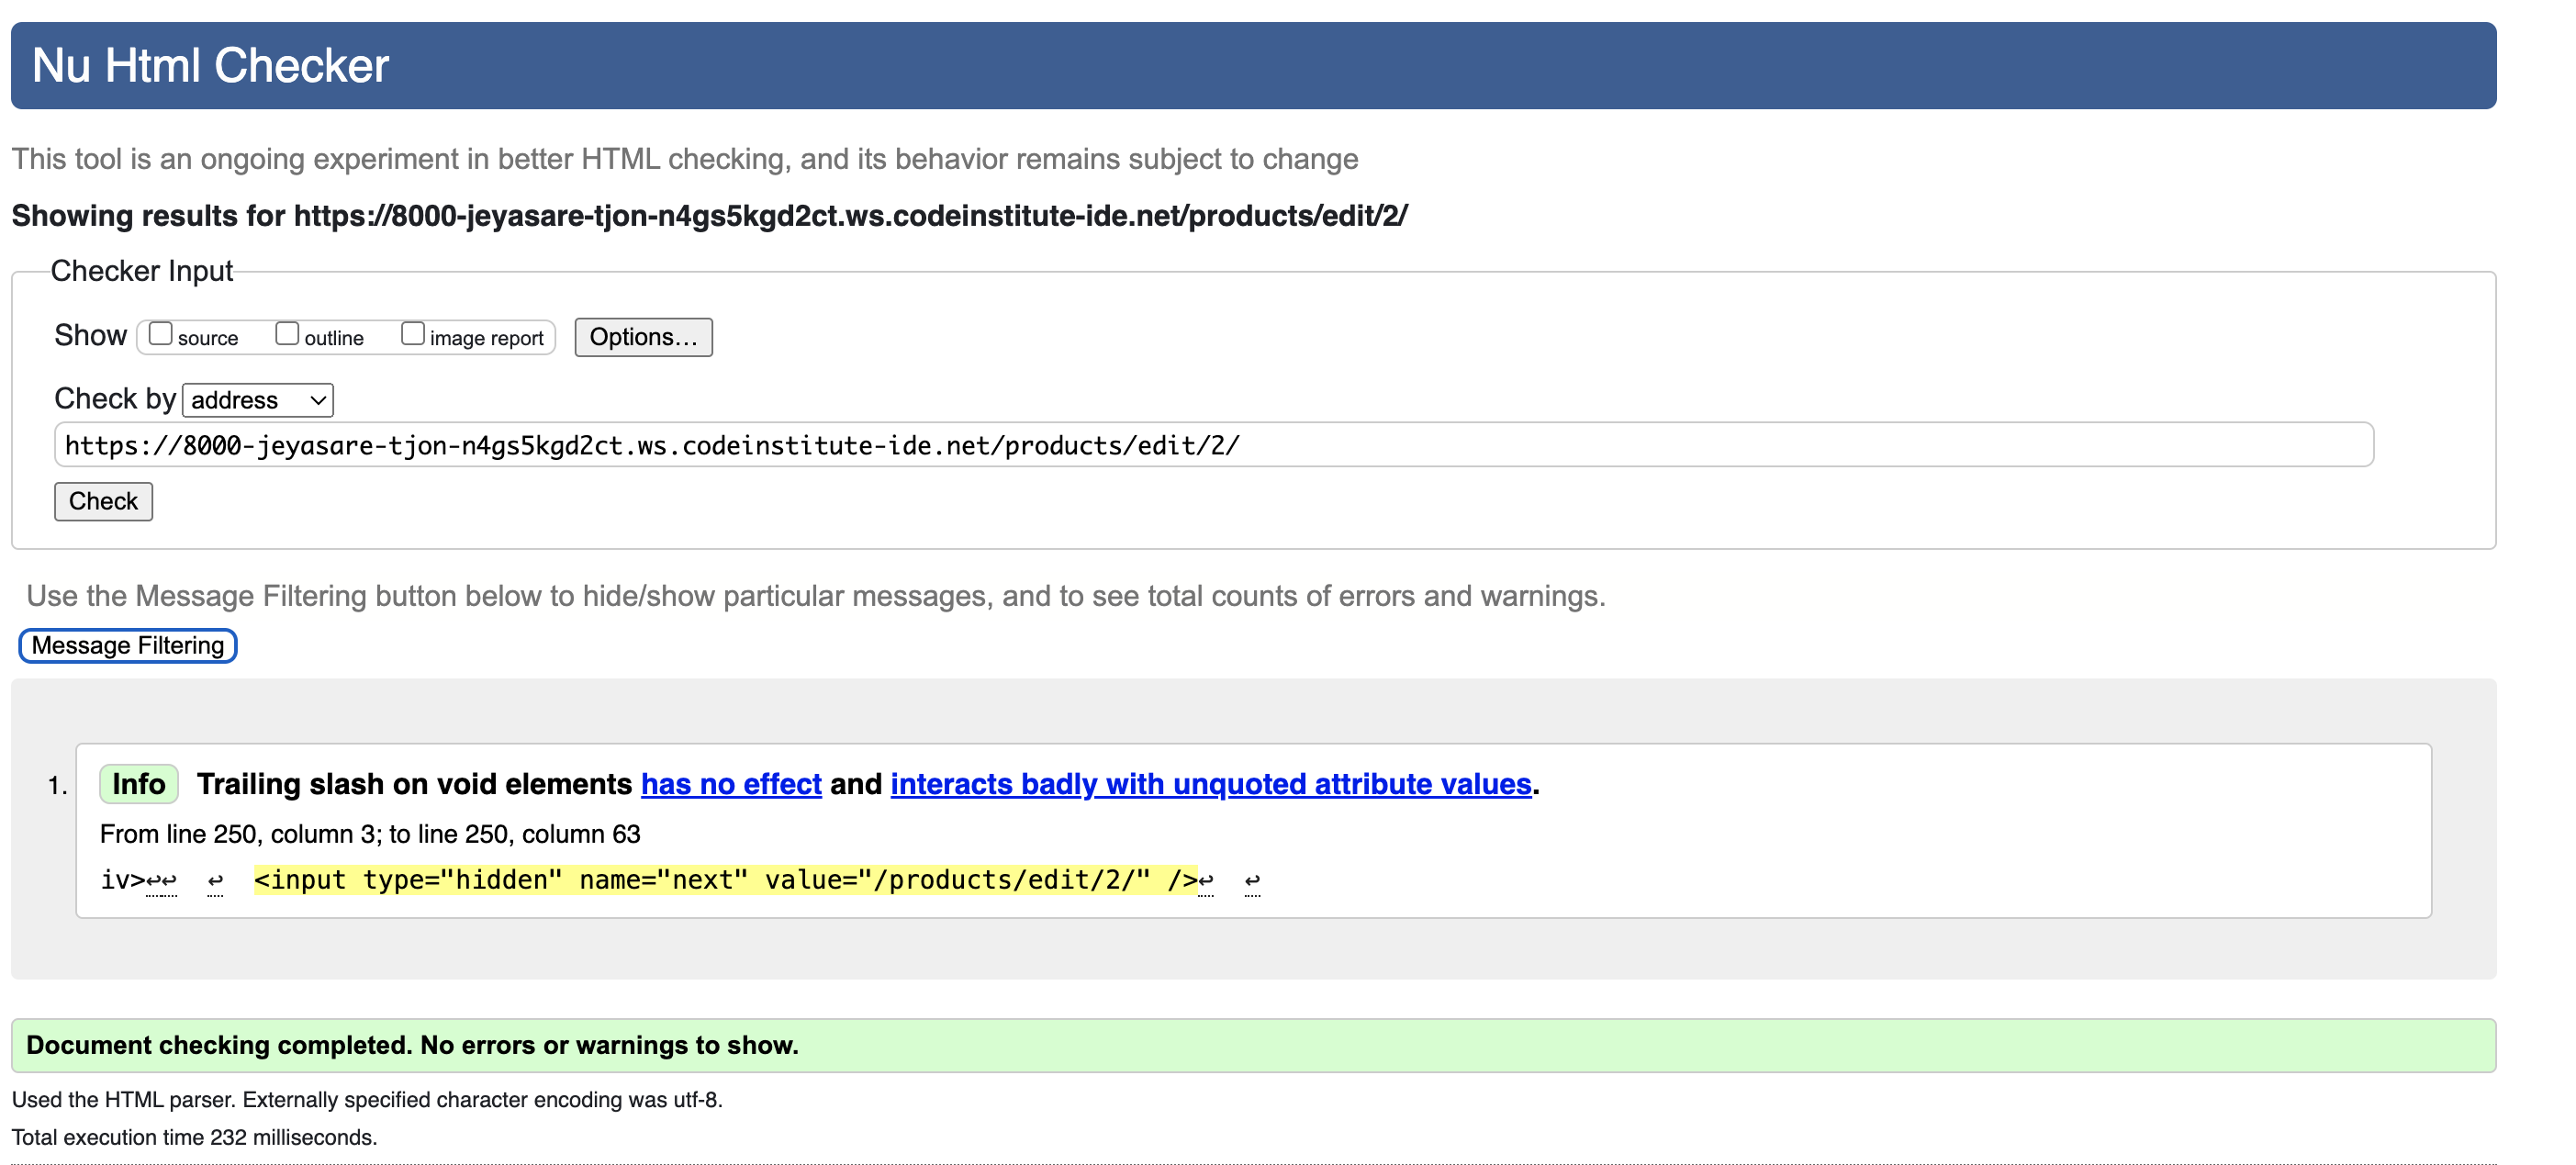 Nu Html Checker
This tool is an ongoing experiment in better HTML checking, and its behavior remains subject to change
Showing results for https://8000-jeyasare-tjon-n4gs5kgd2ct.ws.codeinstitute-ide.net/products/edit/2/
Checker Input
Show source outline image report Options...
Check by address
https://8000-jeyasare-tjon-n4gs5kgd2ct.ws.codeinstitute-ide.net/products/edit/2/
Check
Use the Message Filtering button below to hide/show particular messages, and to see total counts of errors and warnings.
Message Filtering
1. Info Trailing slash on void elements has no effect and interacts badly with unquoted attribute values.
From line 250, column 3; to line 250, column 63
iv>↩↩ ↩ <input type="hidden" name="next" value="/products/edit/2/" />↩ ↩
Document checking completed. No errors or warnings to show.
Used the HTML parser. Externally specified character encoding was utf-8.
Total execution time 232 milliseconds.